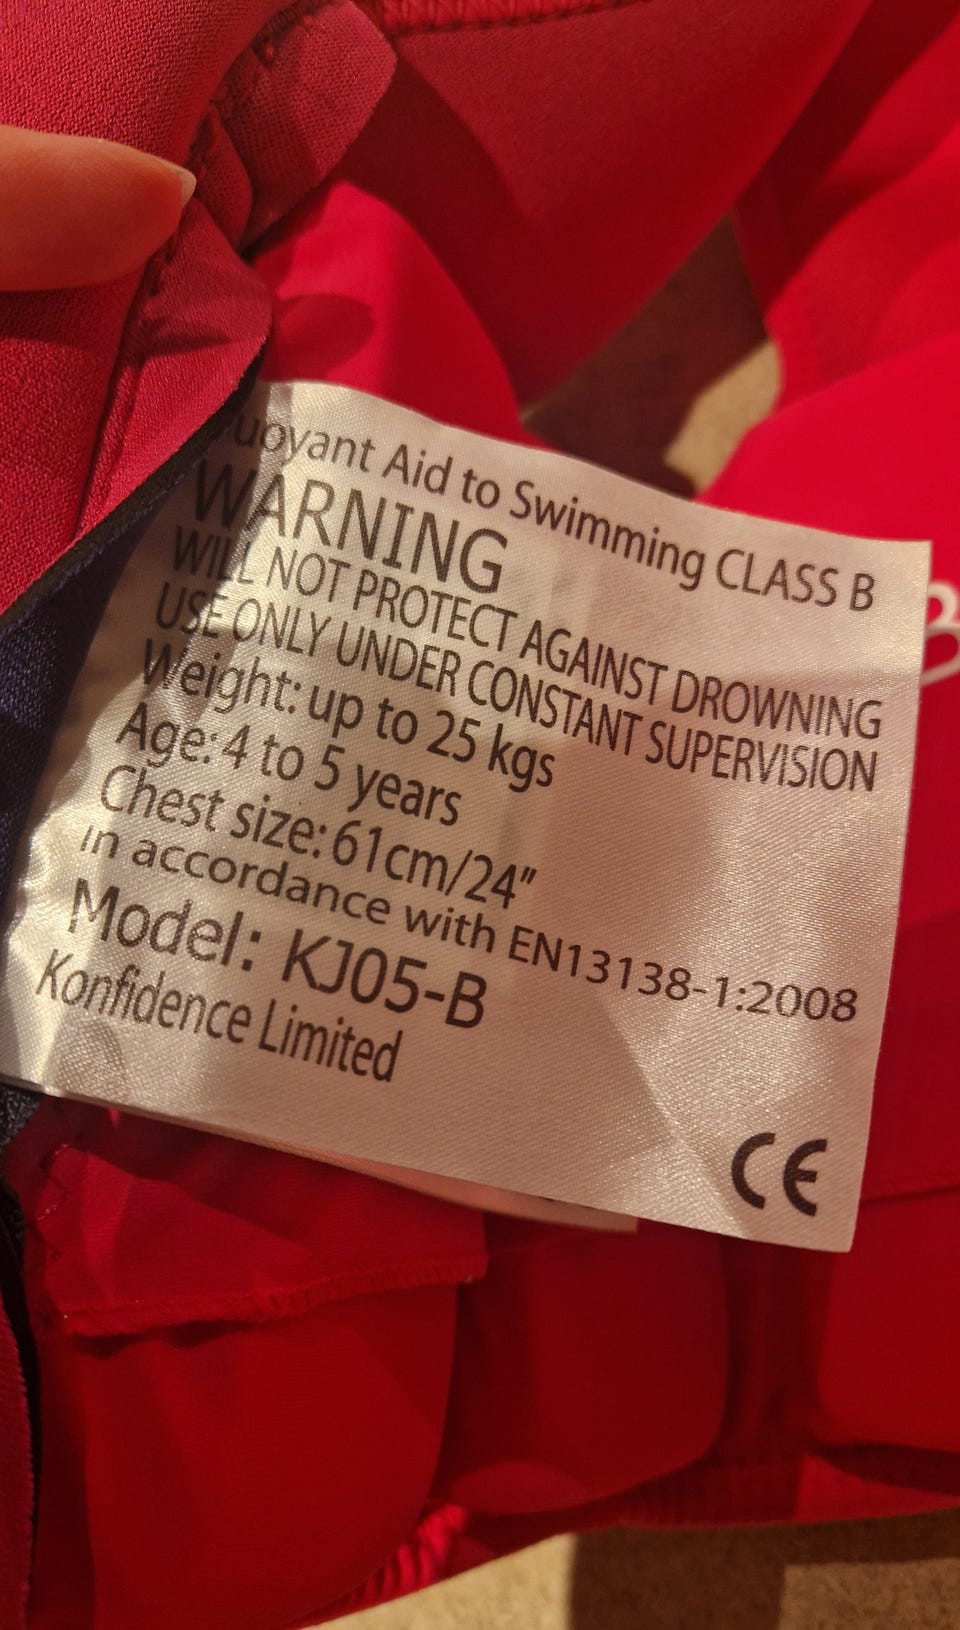 Buoyant Aid to Swimming CLASS B
WARNING
WILL NOT PROTECT AGAINST DROWNING
USE ONLY UNDER CONSTANT SUPERVISION
Weight: up to 25 kgs
Age: 4 to 5 years
Chest size: 61cm/24"
in accordance with EN13138-1:2008
Model: KJ05-B
Konfidence Limited
CE